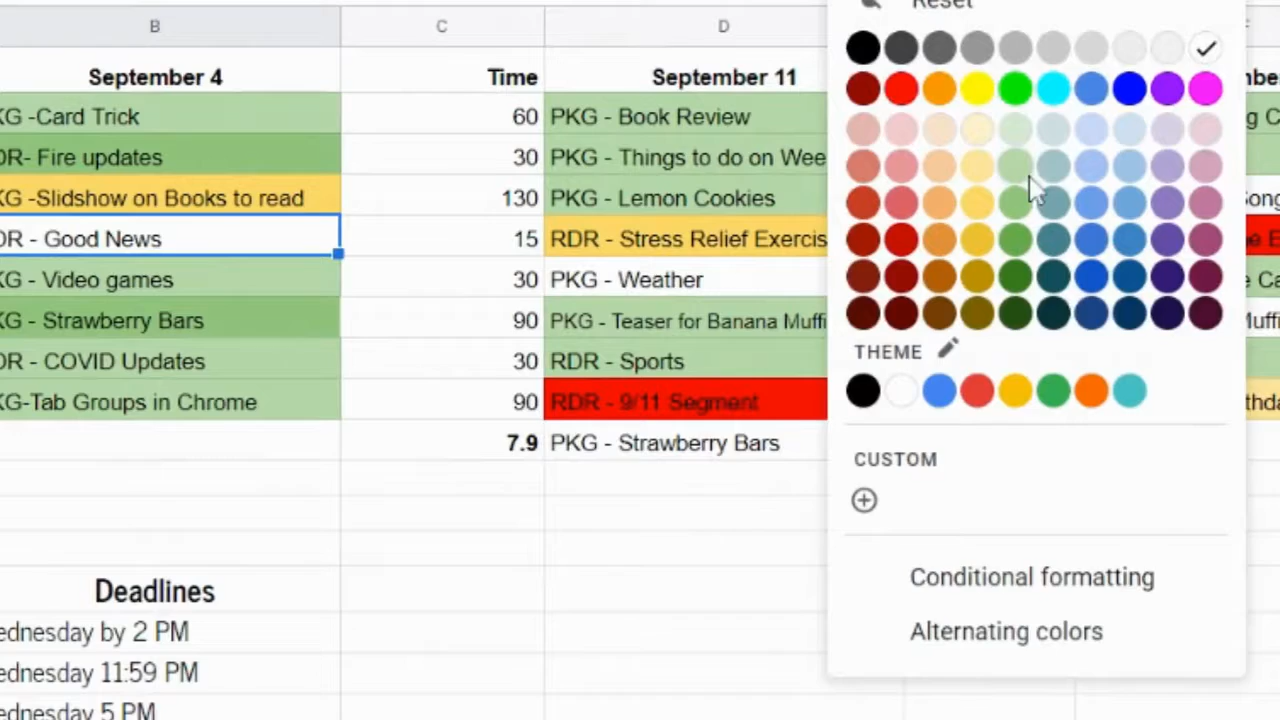 Reset
B C D F
September 4 Time September 11
KG -Card Trick 60 PKG - Book Review g C
DR- Fire updates 30 PKG - Things to do on Wee
KG -Slidshow on Books to read 130 PKG - Lemon Cookies
DR - Good News 15 RDR - Stress Relief Exercis
KG - Video games 30 PKG - Weather
KG - Strawberry Bars 90 PKG - Teaser for Banana Muffi
DR - COVID Updates 30 RDR - Sports
KG-Tab Groups in Chrome 90 RDR - 9/11 Segment
7.9 PKG - Strawberry Bars
THEME
CUSTOM
Conditional formatting
Alternating colors
Deadlines
ednesday by 2 PM
ednesday 11:59 PM
ednesday 5 PM